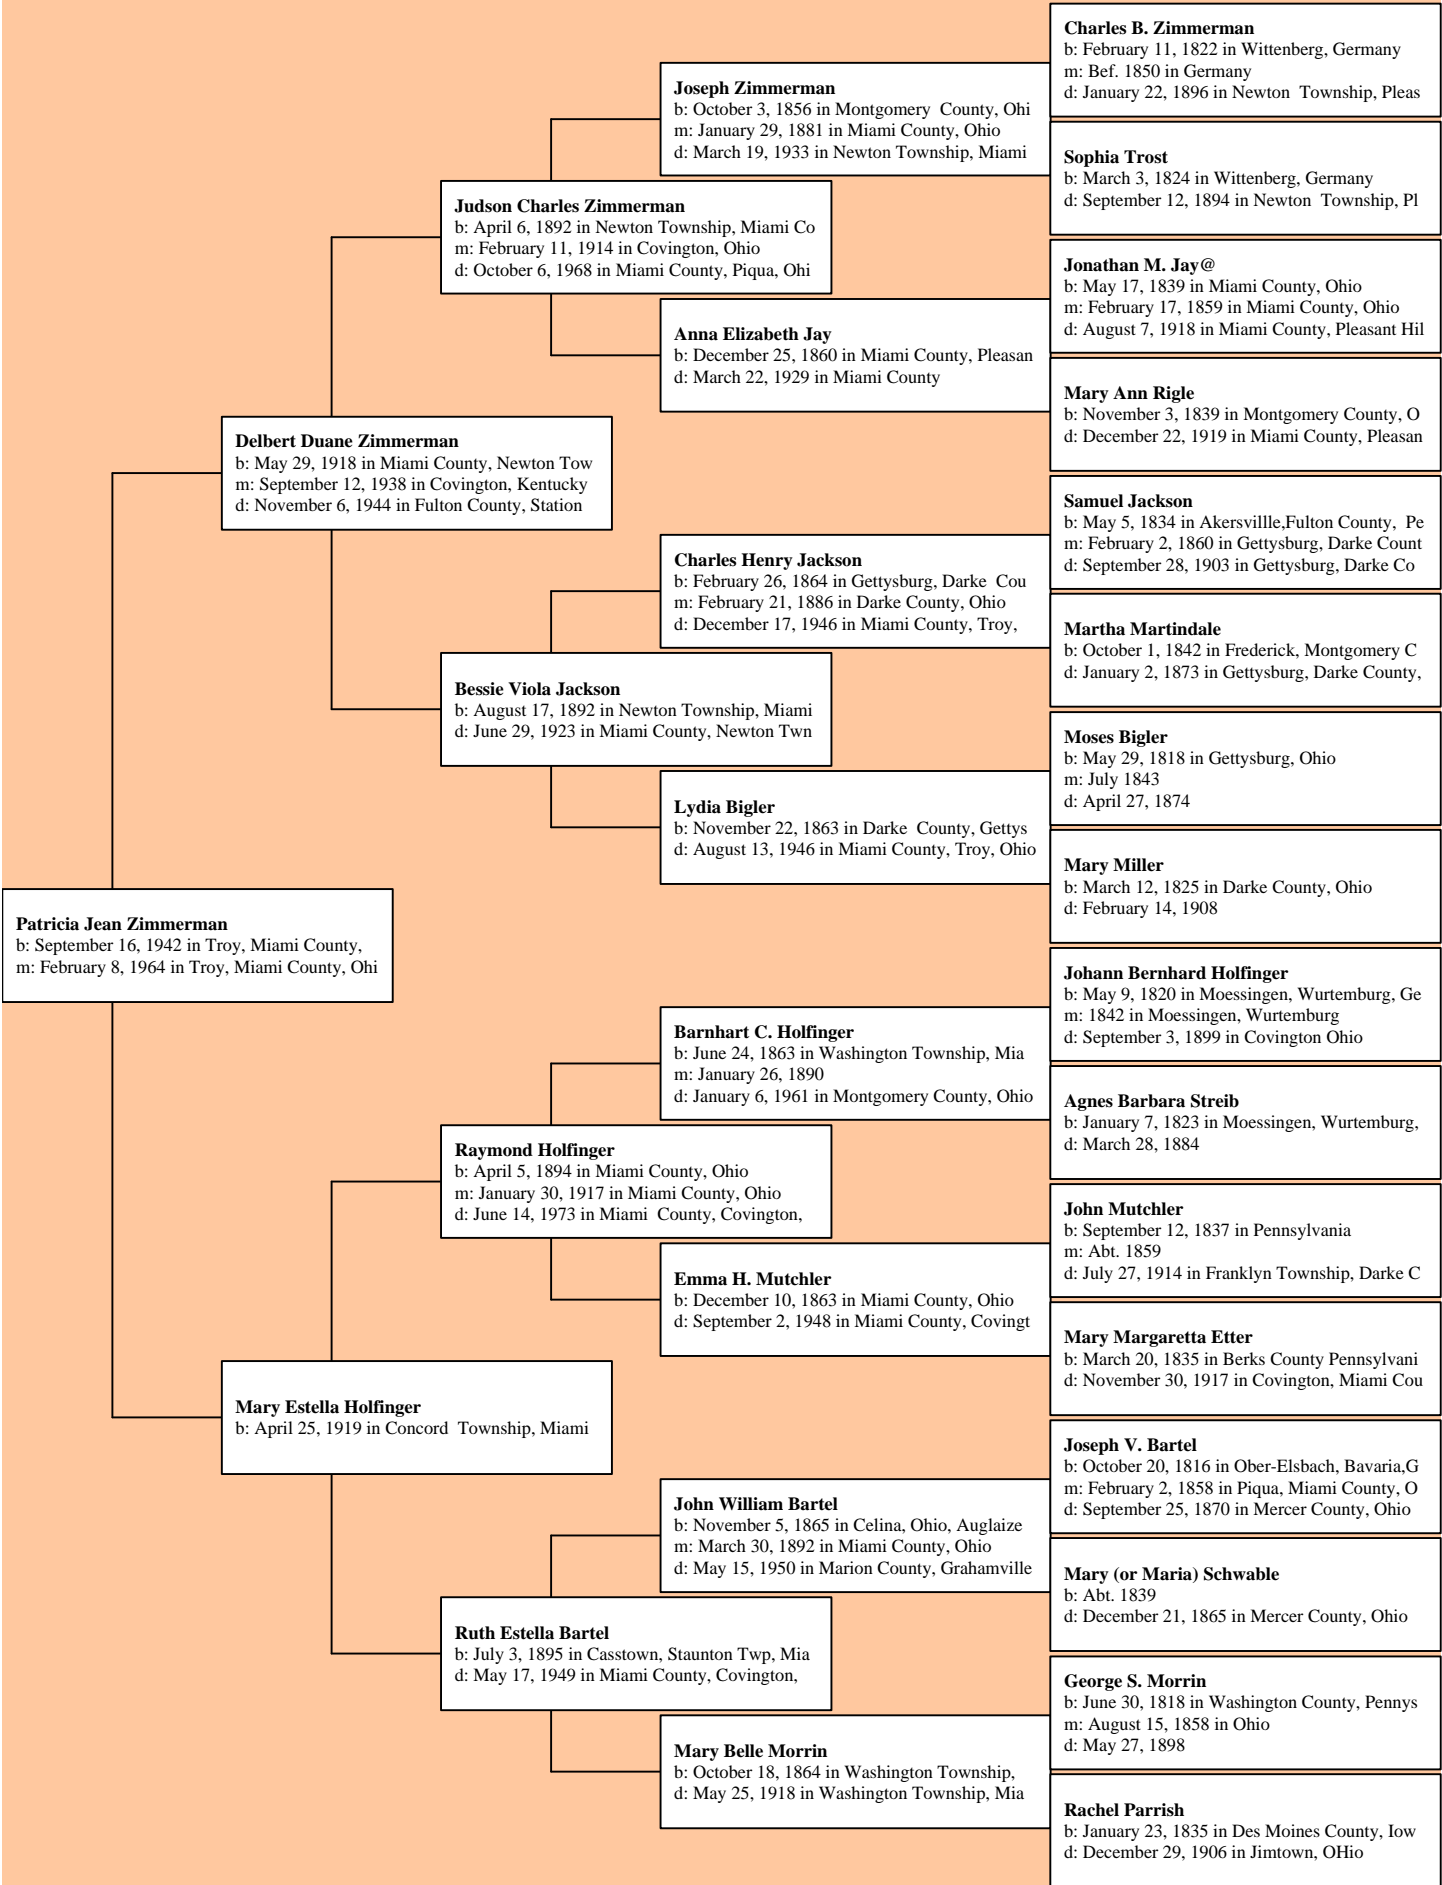 Charles B. Zimmerman
b: February 11, 1822 in Wittenberg, Germany
m: Bef. 1850 in Germany
d: January 22, 1896 in Newton  Township, Pleas
Joseph Zimmerman
b: October 3, 1856 in Montgomery  County, Ohi
m: January 29, 1881 in Miami County, Ohio
d: March 19, 1933 in Newton Township, Miami
Sophia Trost
b: March 3, 1824 in Wittenberg, Germany
d: September 12, 1894 in Newton  Township, Pl
Judson Charles Zimmerman
b: April 6, 1892 in Newton Township, Miami Co
m: February 11, 1914 in Covington, Ohio
d: October 6, 1968 in Miami County, Piqua, Ohi
Jonathan M. Jay@
b: May 17, 1839 in Miami County, Ohio
m: February 17, 1859 in Miami County, Ohio
d: August 7, 1918 in Miami County, Pleasant Hil
Anna Elizabeth Jay
b: December 25, 1860 in Miami County, Pleasan
d: March 22, 1929 in Miami County
Mary Ann Rigle
b: November 3, 1839 in Montgomery County, O
d: December 22, 1919 in Miami County, Pleasan
Delbert Duane Zimmerman
b: May 29, 1918 in Miami County, Newton Tow
m: September 12, 1938 in Covington, Kentucky
d: November 6, 1944 in Fulton County, Station
Samuel Jackson
b: May 5, 1834 in Akersvillle,Fulton County,  Pe
m: February 2, 1860 in Gettysburg, Darke Count
d: September 28, 1903 in Gettysburg, Darke Co
Charles Henry Jackson
b: February 26, 1864 in Gettysburg, Darke  Cou
m: February 21, 1886 in Darke County, Ohio
d: December 17, 1946 in Miami County, Troy,
Martha Martindale
b: October 1, 1842 in Frederick, Montgomery C
d: January 2, 1873 in Gettysburg, Darke County,
Bessie Viola Jackson
b: August 17, 1892 in Newton Township, Miami
d: June 29, 1923 in Miami County, Newton Twn
Moses Bigler
b: May 29, 1818 in Gettysburg, Ohio
m: July 1843
d: April 27, 1874
Lydia Bigler
b: November 22, 1863 in Darke  County, Gettys
d: August 13, 1946 in Miami County, Troy, Ohio
Mary Miller
b: March 12, 1825 in Darke County, Ohio
d: February 14, 1908
Patricia Jean Zimmerman
b: September 16, 1942 in Troy, Miami County,
m: February 8, 1964 in Troy, Miami County, Ohi
Johann Bernhard Holfinger
b: May 9, 1820 in Moessingen, Wurtemburg, Ge
m: 1842 in Moessingen, Wurtemburg
d: September 3, 1899 in Covington Ohio
Barnhart C. Holfinger
b: June 24, 1863 in Washington Township, Mia
m: January 26, 1890
d: January 6, 1961 in Montgomery County, Ohio
Agnes Barbara Streib
b: January 7, 1823 in Moessingen, Wurtemburg,
d: March 28, 1884
Raymond Holfinger
b: April 5, 1894 in Miami County, Ohio
m: January 30, 1917 in Miami County, Ohio
d: June 14, 1973 in Miami  County, Covington,
John Mutchler
b: September 12, 1837 in Pennsylvania
m: Abt. 1859
d: July 27, 1914 in Franklyn Township, Darke C
Emma H. Mutchler
b: December 10, 1863 in Miami County, Ohio
d: September 2, 1948 in Miami County, Covingt
Mary Margaretta Etter
b: March 20, 1835 in Berks County Pennsylvani
d: November 30, 1917 in Covington, Miami Cou
Mary Estella Holfinger
b: April 25, 1919 in Concord  Township, Miami
Joseph V. Bartel
b: October 20, 1816 in Ober-Elsbach, Bavaria,G
m: February 2, 1858 in Piqua, Miami County, O
d: September 25, 1870 in Mercer County, Ohio
John William Bartel
b: November 5, 1865 in Celina, Ohio, Auglaize
m: March 30, 1892 in Miami County, Ohio
d: May 15, 1950 in Marion County, Grahamville
Mary (or Maria) Schwable
b: Abt. 1839
d: December 21, 1865 in Mercer County, Ohio
Ruth Estella Bartel
b: July 3, 1895 in Casstown, Staunton Twp, Mia
d: May 17, 1949 in Miami County, Covington,
George S. Morrin
b: June 30, 1818 in Washington County, Pennys
m: August 15, 1858 in Ohio
d: May 27, 1898
Mary Belle Morrin
b: October 18, 1864 in Washington Township,
d: May 25, 1918 in Washington Township, Mia
Rachel Parrish
b: January 23, 1835 in Des Moines County, Iow
d: December 29, 1906 in Jimtown, OHio